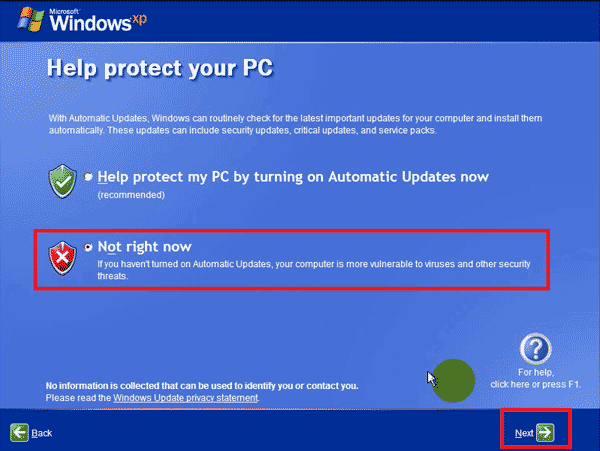 Microsoft®
Windows xp
Help protect your PC
With Automatic Updates, Windows can routinely check for the latest important updates for your computer and install them
automatically. These updates can include security updates, critical updates, and service packs.
Help protect my PC by turning on Automatic Updates now
(recommended)
Not right now
If you haven't turned on Automatic Updates, your computer is more vulnerable to viruses and other security
threats.
For help,
click here or press F1.
No information is collected that can be used to identify you or contact you.
Please read the Windows Update privacy statement.
Back
Next